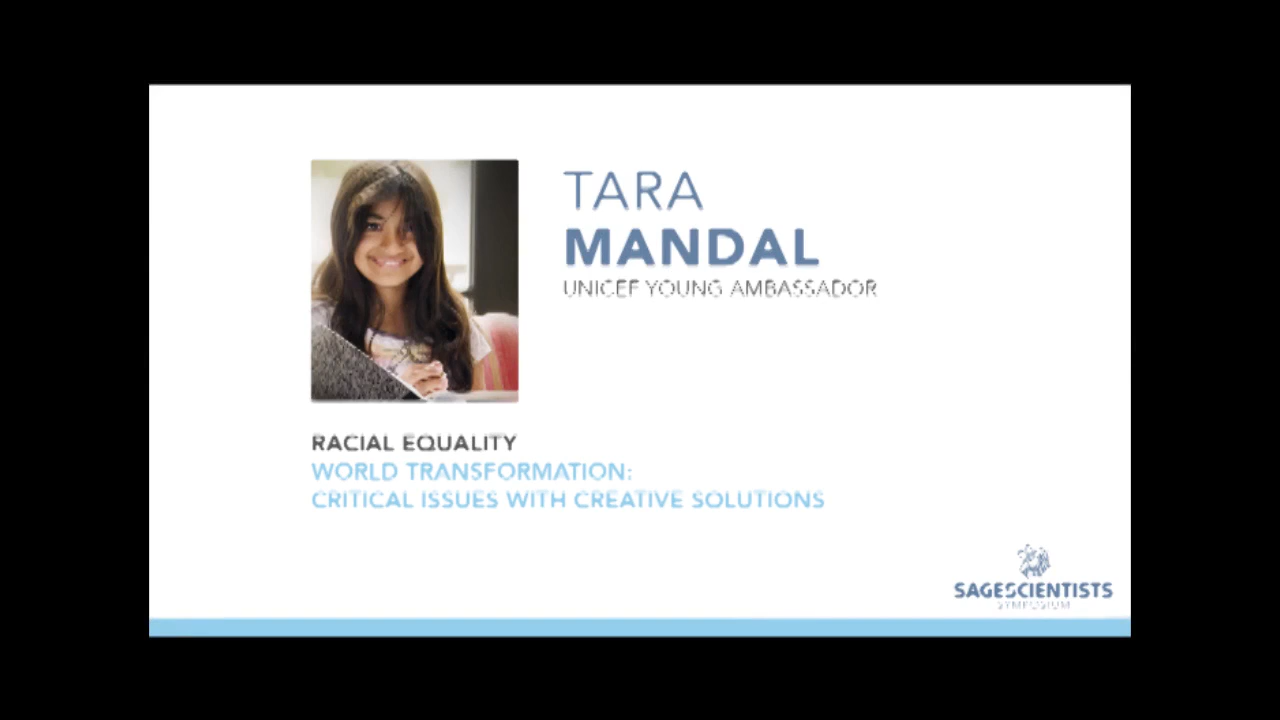 TARA
MANDAL
UNICEF YOUNG AMBASSADOR
RACIAL EQUALITY
WORLD TRANSFORMATION:
CRITICAL ISSUES WITH CREATIVE SOLUTIONS
SAGESCIENTISTS
SYMPOSIUM